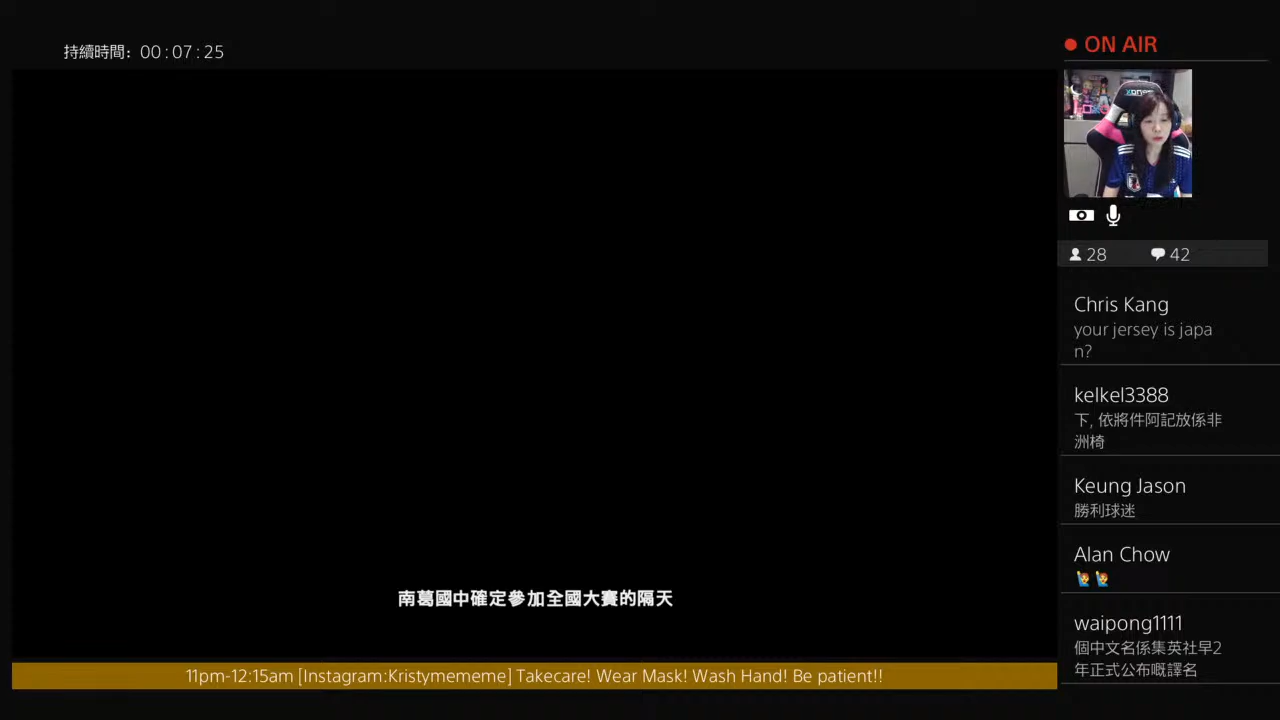 持續時間: 00:07:25
ON AIR
28 42
Chris Kang
your jersey is japa
n?
kelkel3388
下, 依將件阿記放係非
洲椅
Keung Jason
勝利球迷
Alan Chow
🙋‍♂️🙋‍♂️
waipong1111
個中文名係集英社早2
年正式公布嘅譯名
南葛國中確定參加全國大賽的隔天
11pm-12:15am [Instagram:Kristymememe] Takecare! Wear Mask! Wash Hand! Be patient!!